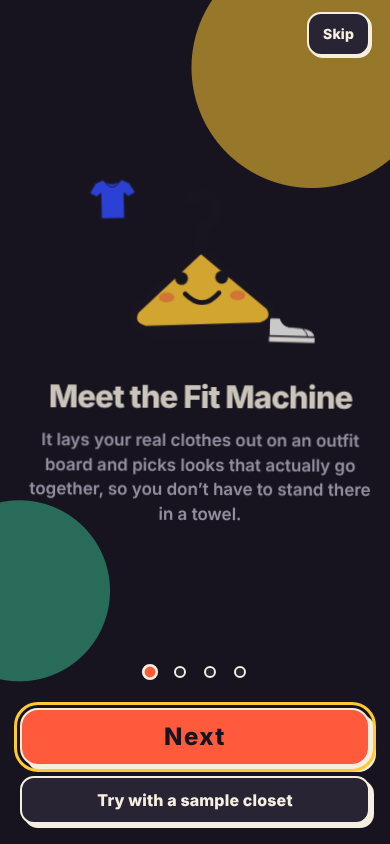 Skip
Meet the Fit Machine
It lays your real clothes out on an outfit
board and picks looks that actually go
together, so you don’t have to stand there
in a towel.
Next
Try with a sample closet